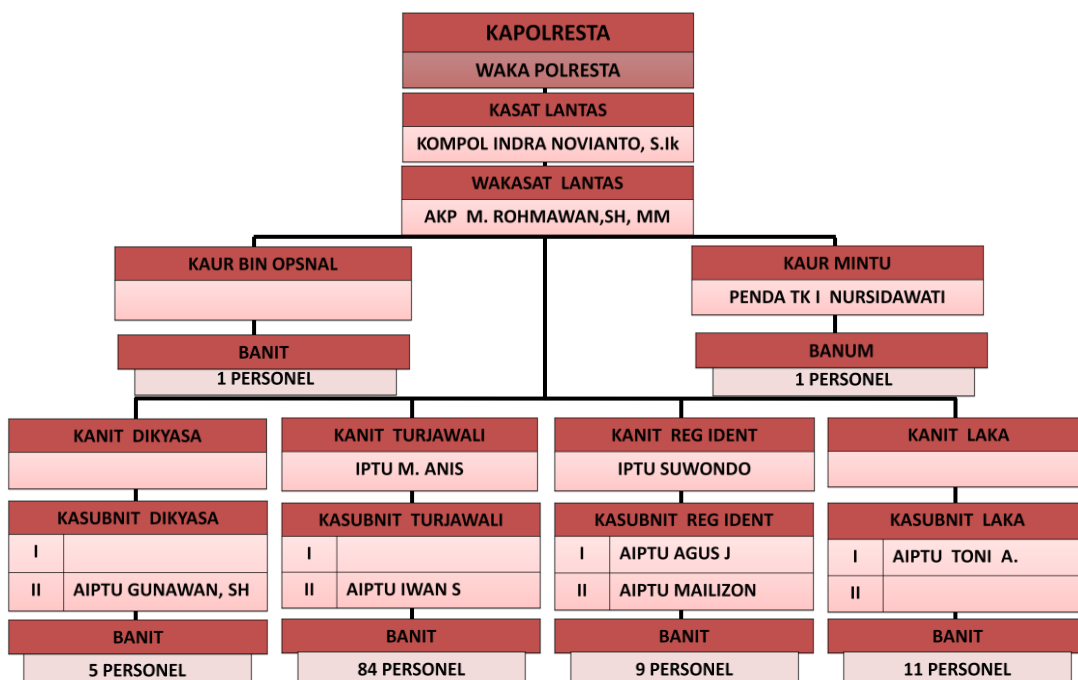 KAPOLRESTA
WAKA POLRESTA
KASAT LANTAS
KOMPOL INDRA NOVIANTO, S.Ik
WAKASAT LANTAS
AKP M. ROHMAWAN,SH, MM
KAUR BIN OPSNAL
BANIT
1 PERSONEL
KAUR MINTU
PENDA TK I NURSIDAWATI
BANUM
1 PERSONEL
KANIT DIKYASA
KASUBNIT DIKYASA
I
II AIPTU GUNAWAN, SH
BANIT
5 PERSONEL
KANIT TURJAWALI
IPTU M. ANIS
KASUBNIT TURJAWALI
I
II AIPTU IWAN S
BANIT
84 PERSONEL
KANIT REG IDENT
IPTU SUWONDO
KASUBNIT REG IDENT
I AIPTU AGUS J
II AIPTU MAILIZON
BANIT
9 PERSONEL
KANIT LAKA
KASUBNIT LAKA
I AIPTU TONI A.
II
BANIT
11 PERSONEL